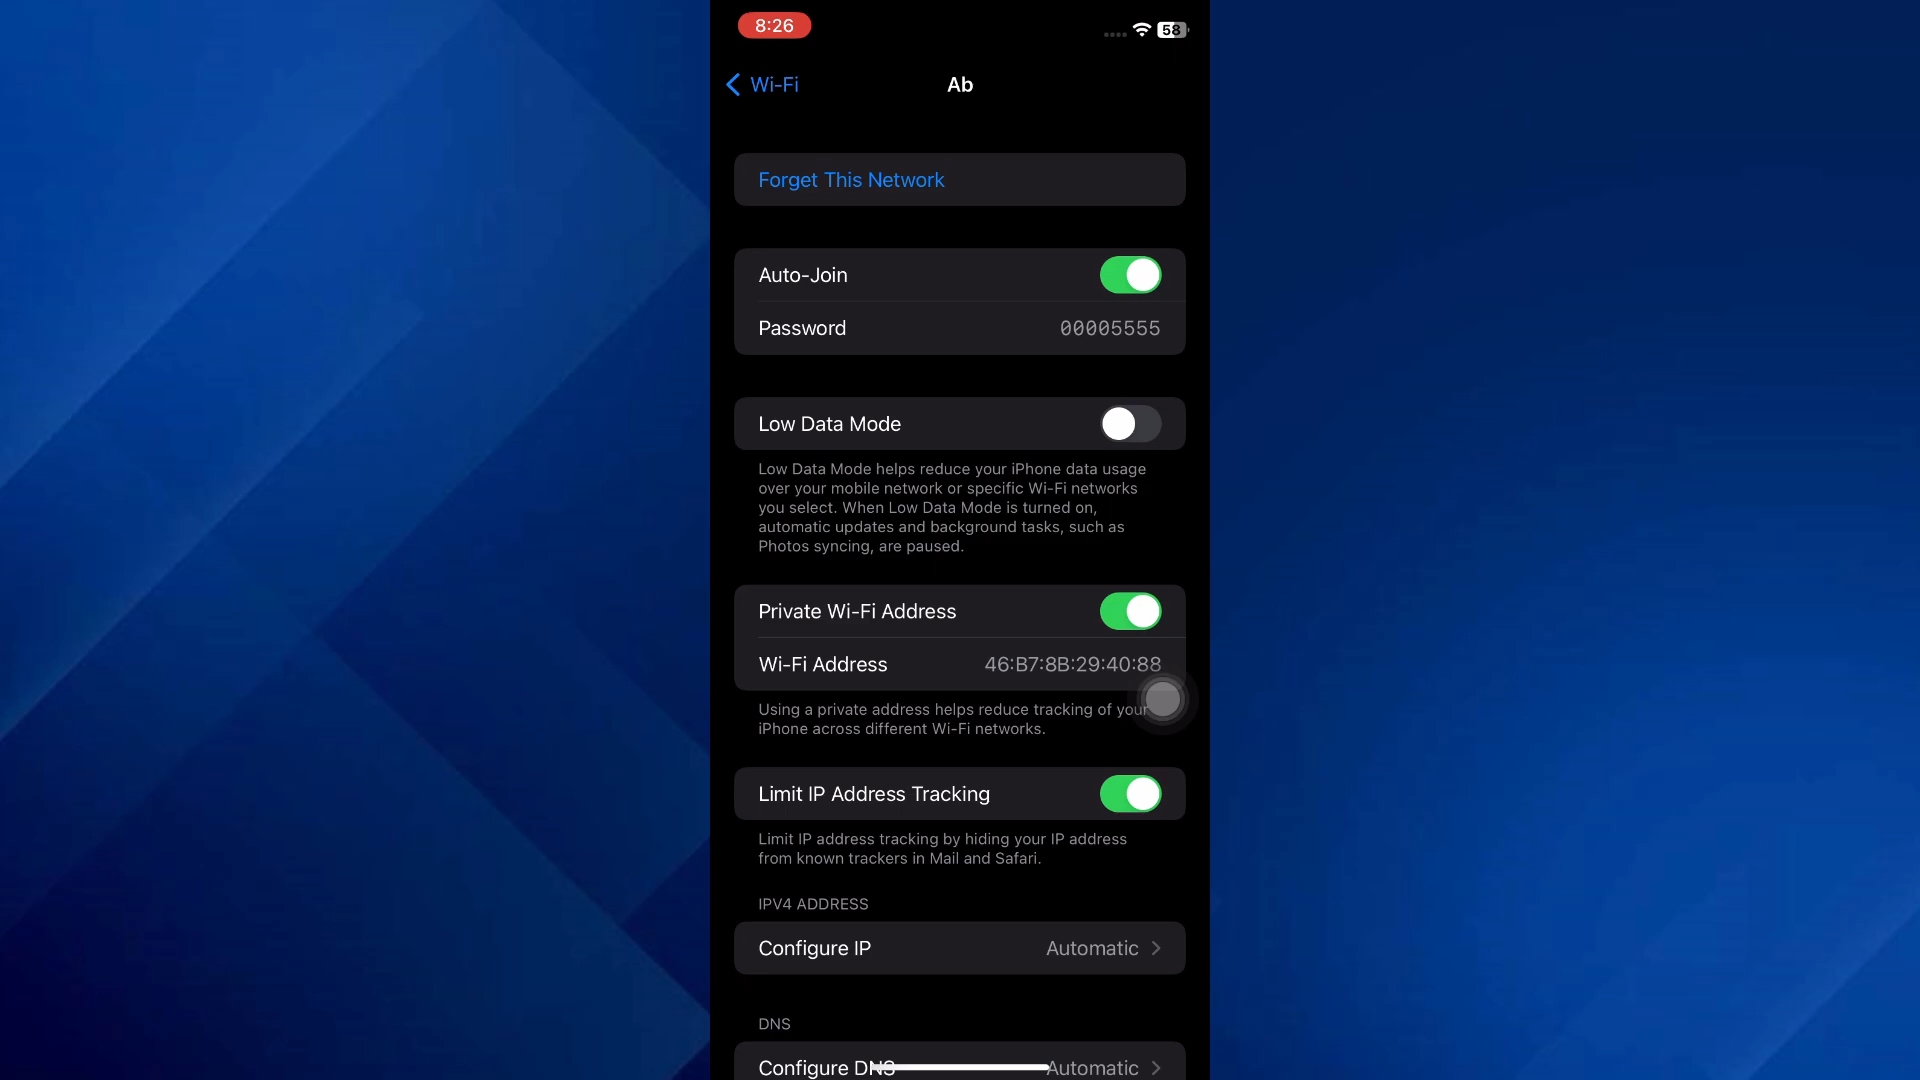 8:26
58
Wi-Fi
Ab
Forget This Network
Auto-Join
Password 00005555
Low Data Mode
Low Data Mode helps reduce your iPhone data usage
over your mobile network or specific Wi-Fi networks
you select. When Low Data Mode is turned on,
automatic updates and background tasks, such as
Photos syncing, are paused.
Private Wi-Fi Address
Wi-Fi Address 46:B7:8B:29:40:88
Using a private address helps reduce tracking of your
iPhone across different Wi-Fi networks.
Limit IP Address Tracking
Limit IP address tracking by hiding your IP address
from known trackers in Mail and Safari.
IPV4 ADDRESS
Configure IP Automatic
DNS
Configure DNS Automatic